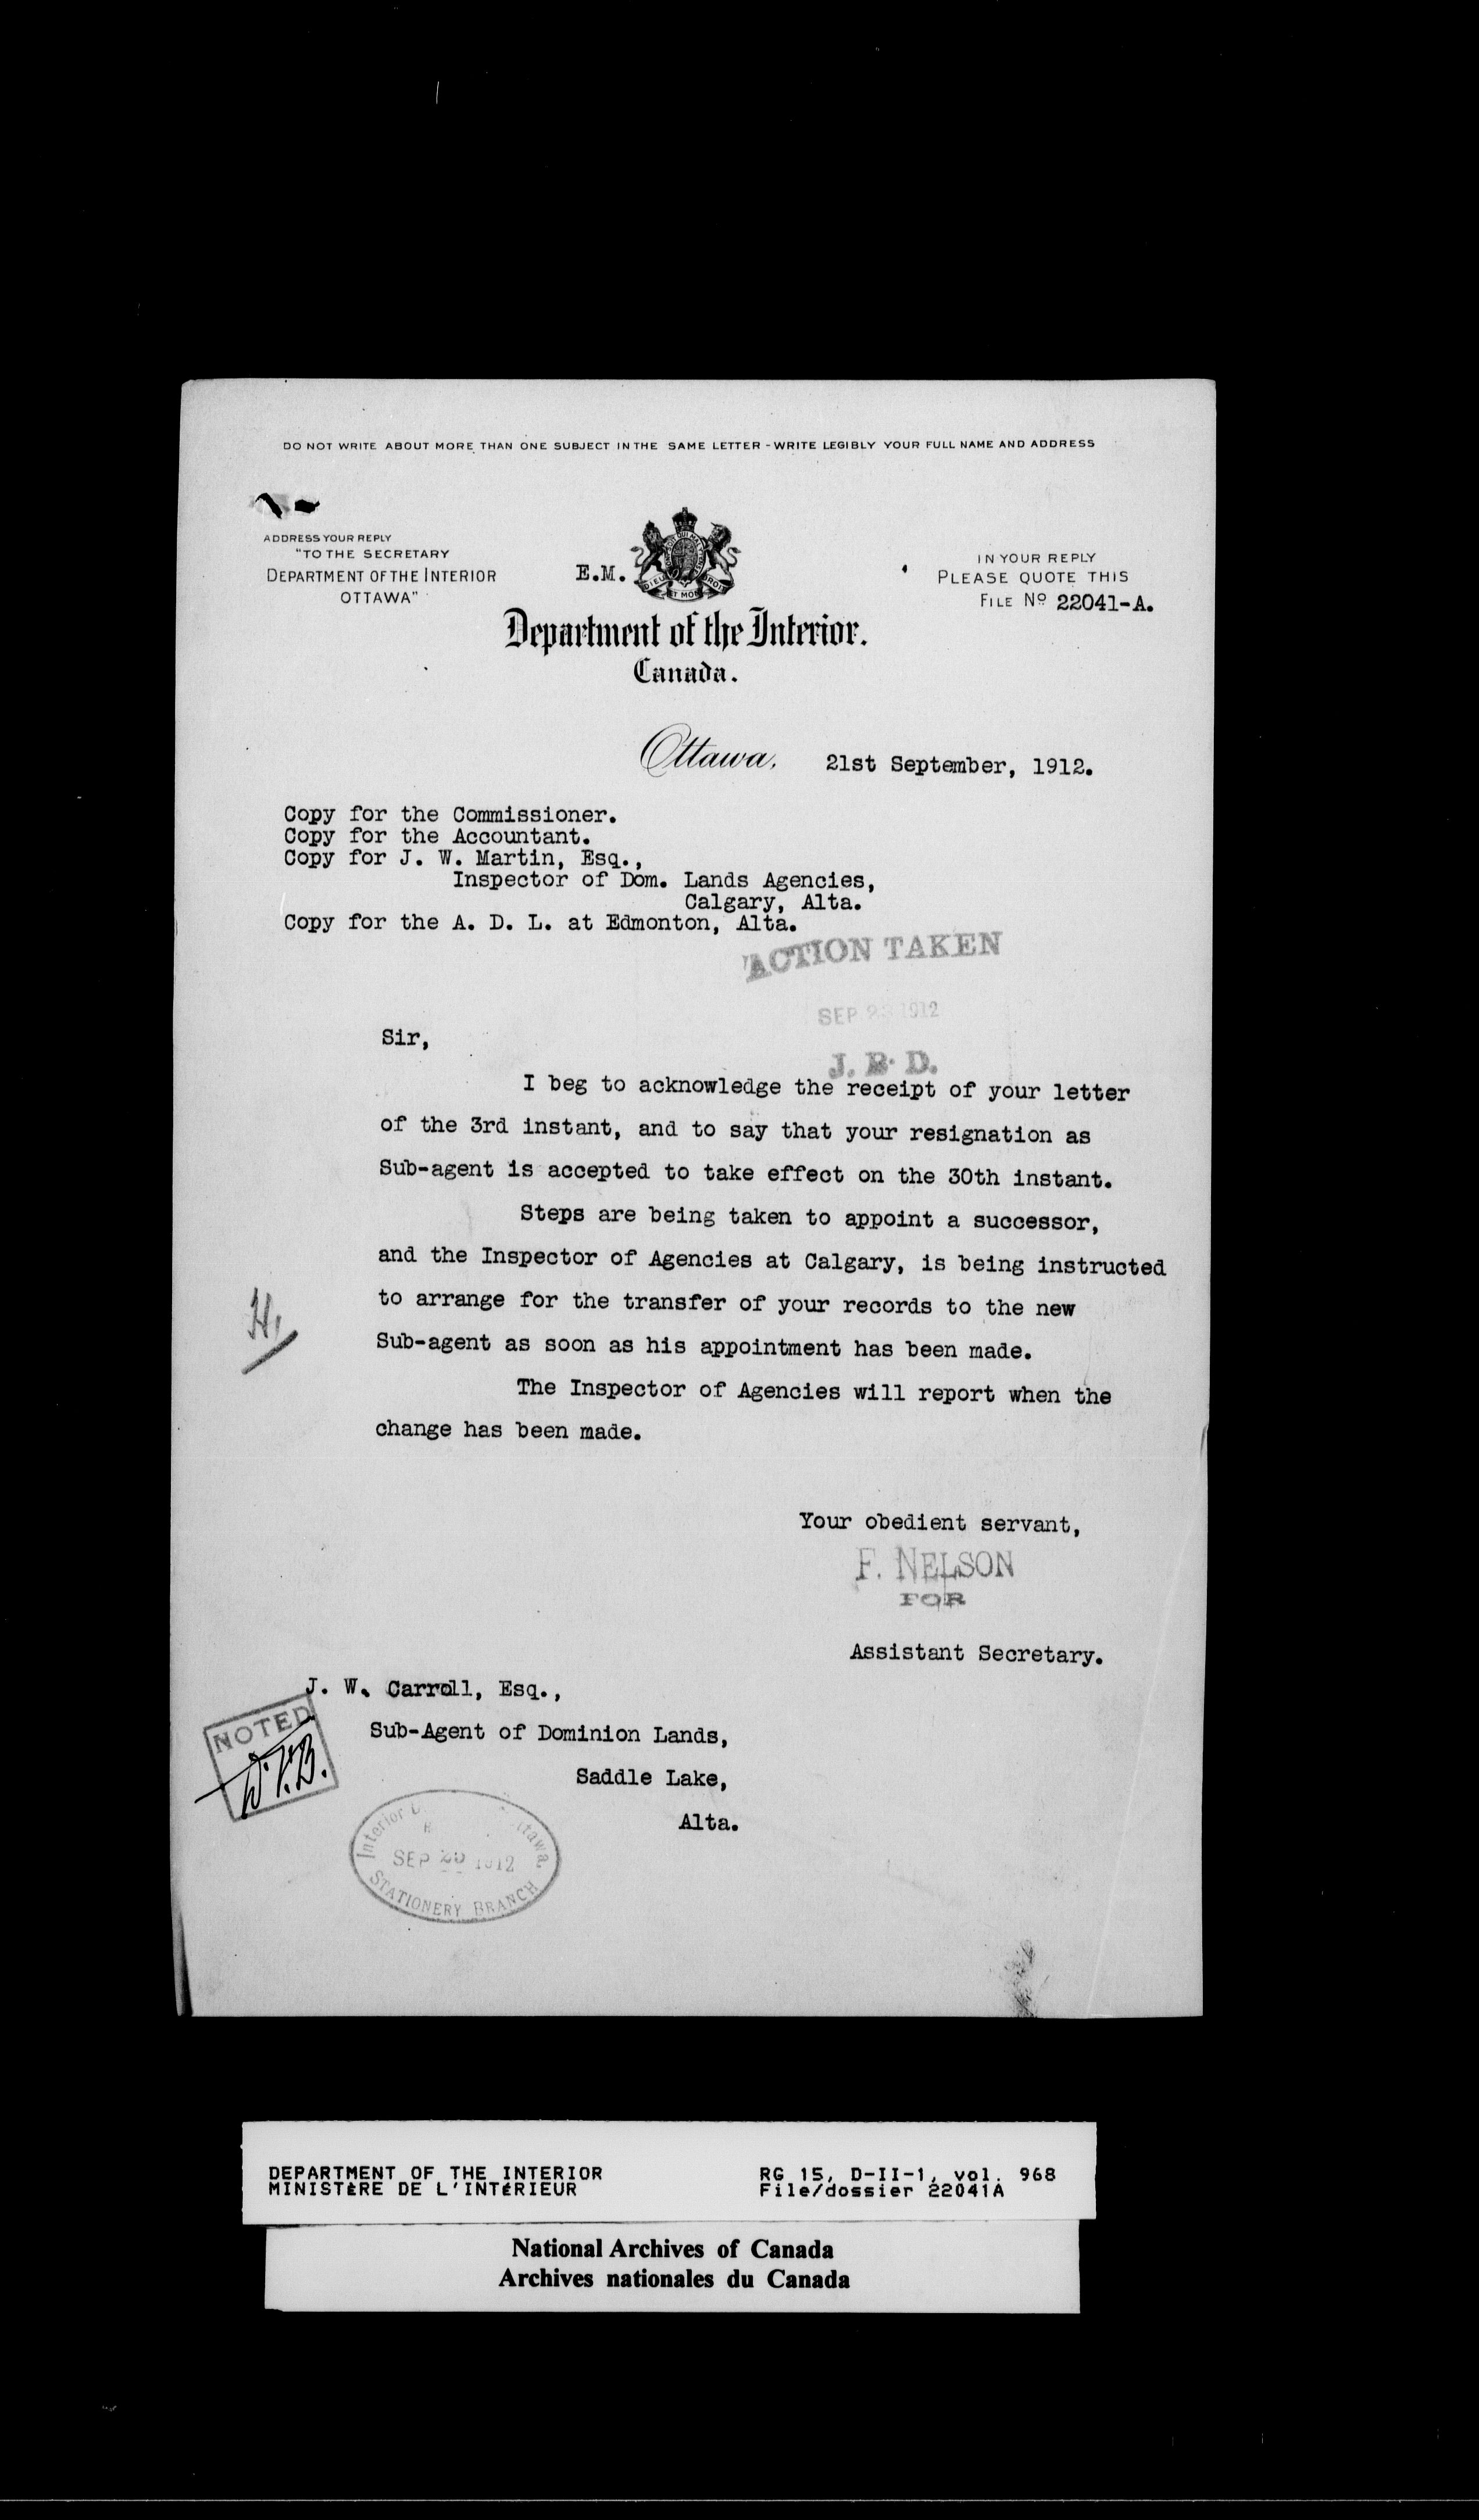 DO NOT WRITE ABOUT MORE THAN ONE SUBJECT IN THE SAME LETTER - WRITE LEGIBLY YOUR FULL NAME AND ADDRESS
ADDRESS YOUR REPLY
"TO THE SECRETARY
DEPARTMENT OF THE INTERIOR
OTTAWA"
E.M.
IN YOUR REPLY
PLEASE QUOTE THIS
FILE No 22041-A.
Department of the Interior.
Canada.
Ottawa, 21st September, 1912.
Copy for the Commissioner.
Copy for the Accountant.
Copy for J. W. Martin, Esq.,
Inspector of Dom. Lands Agencies,
Calgary, Alta.
Copy for the A. D. L. at Edmonton, Alta.
ACTION TAKEN
SEP 1912
J. B. D.
Sir,
I beg to acknowledge the receipt of your letter
of the 3rd instant, and to say that your resignation as
Sub-agent is accepted to take effect on the 30th instant.
Steps are being taken to appoint a successor,
and the Inspector of Agencies at Calgary, is being instructed
to arrange for the transfer of your records to the new
Sub-agent as soon as his appointment has been made.
The Inspector of Agencies will report when the
change has been made.
Your obedient servant,
F. NELSON
FOR
Assistant Secretary.
J. W. Carroll, Esq.,
Sub-Agent of Dominion Lands,
Saddle Lake,
Alta.
NOTED
Interior
SEP 1912
STATIONERY BRANCH
DEPARTMENT OF THE INTERIOR
MINISTÈRE DE L'INTÉRIEUR
RG 15, D-II-1, vol. 968
File/dossier 22041A
National Archives of Canada
Archives nationales du Canada